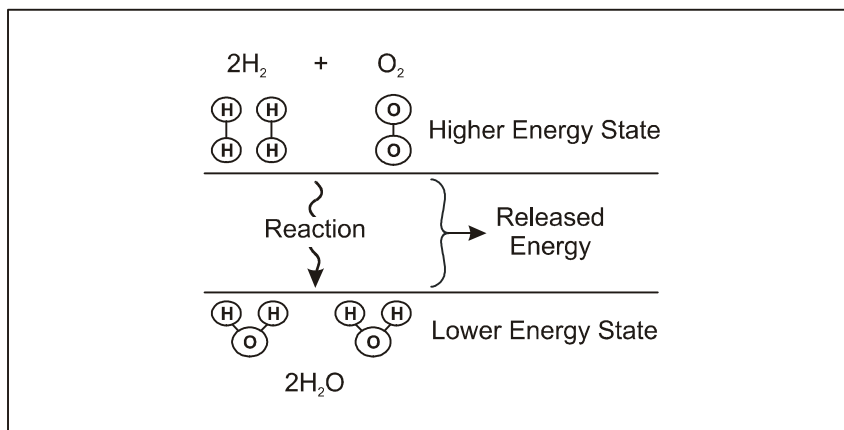 2H₂ + O₂
H H O
H H O
Higher Energy State
Reaction
Released
Energy
H H H H
O O
Lower Energy State
2H₂O